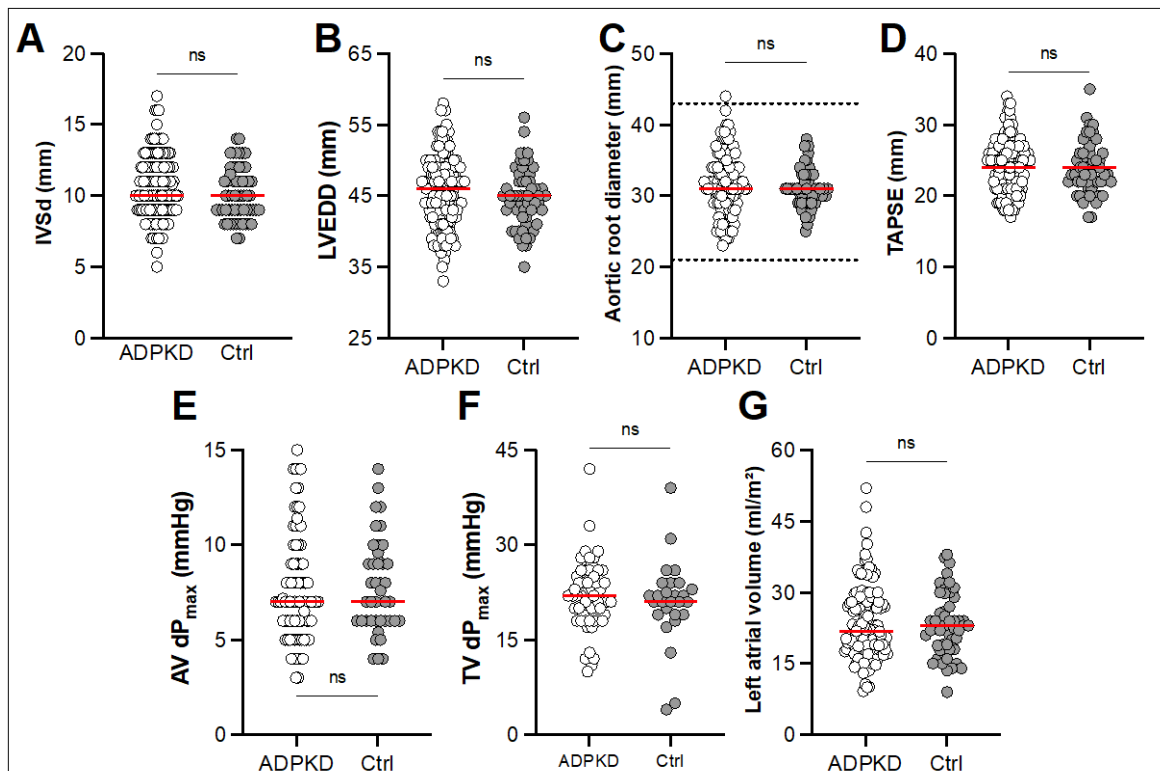 A
IVSd (mm)
20
15
10
5
0
ns
ADPKD Ctrl
B
LVEDD (mm)
65
55
45
35
25
ns
ADPKD Ctrl
C
Aortic root diameter (mm)
50
40
30
20
10
ns
ADPKD Ctrl
D
TAPSE (mm)
40
30
20
10
0
ns
ADPKD Ctrl
E
AV dPmax (mmHg)
15
10
5
0
ns
ADPKD Ctrl
F
TV dPmax (mmHg)
45
30
15
0
ns
ADPKD Ctrl
G
Left atrial volume (ml/m²)
60
45
30
15
0
ns
ADPKD Ctrl